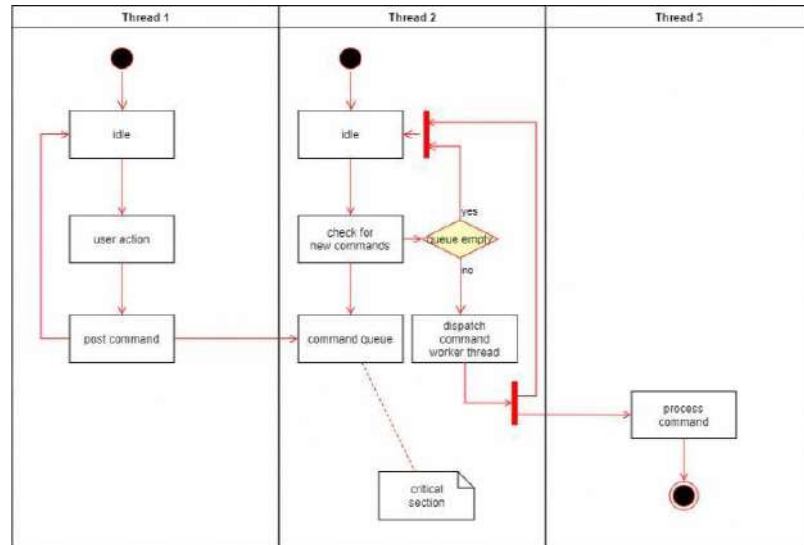 Thread 1
Thread 2
Thread 3
idle
idle
user action
check for
new commands
yes
queue empty
no
post command
command queue
dispatch
command
worker thread
process
command
critical
section